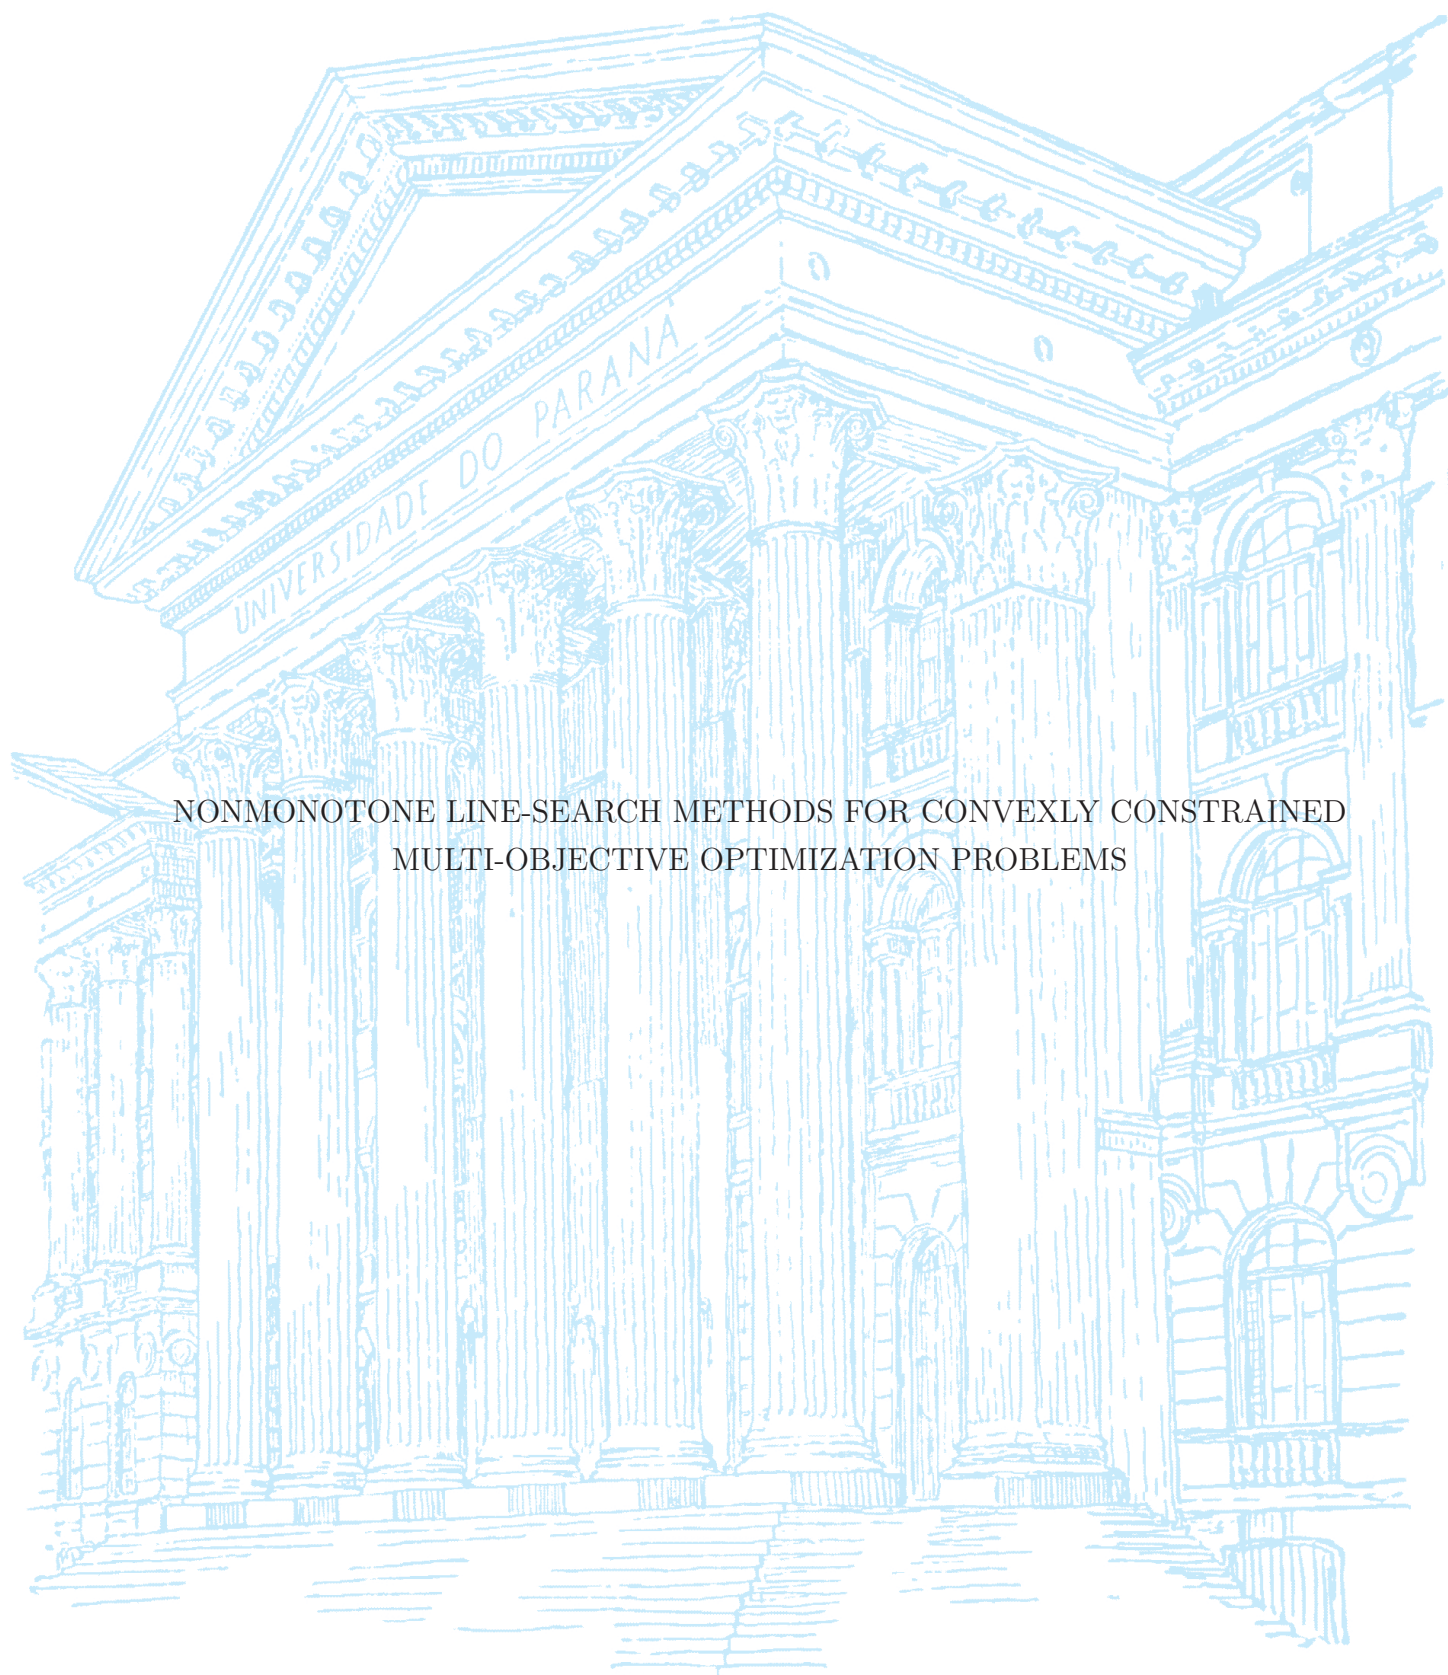 UNIVERSIDADE DO PARANÁ
NONMONOTONE LINE-SEARCH METHODS FOR CONVEXLY CONSTRAINED
MULTI-OBJECTIVE OPTIMIZATION PROBLEMS